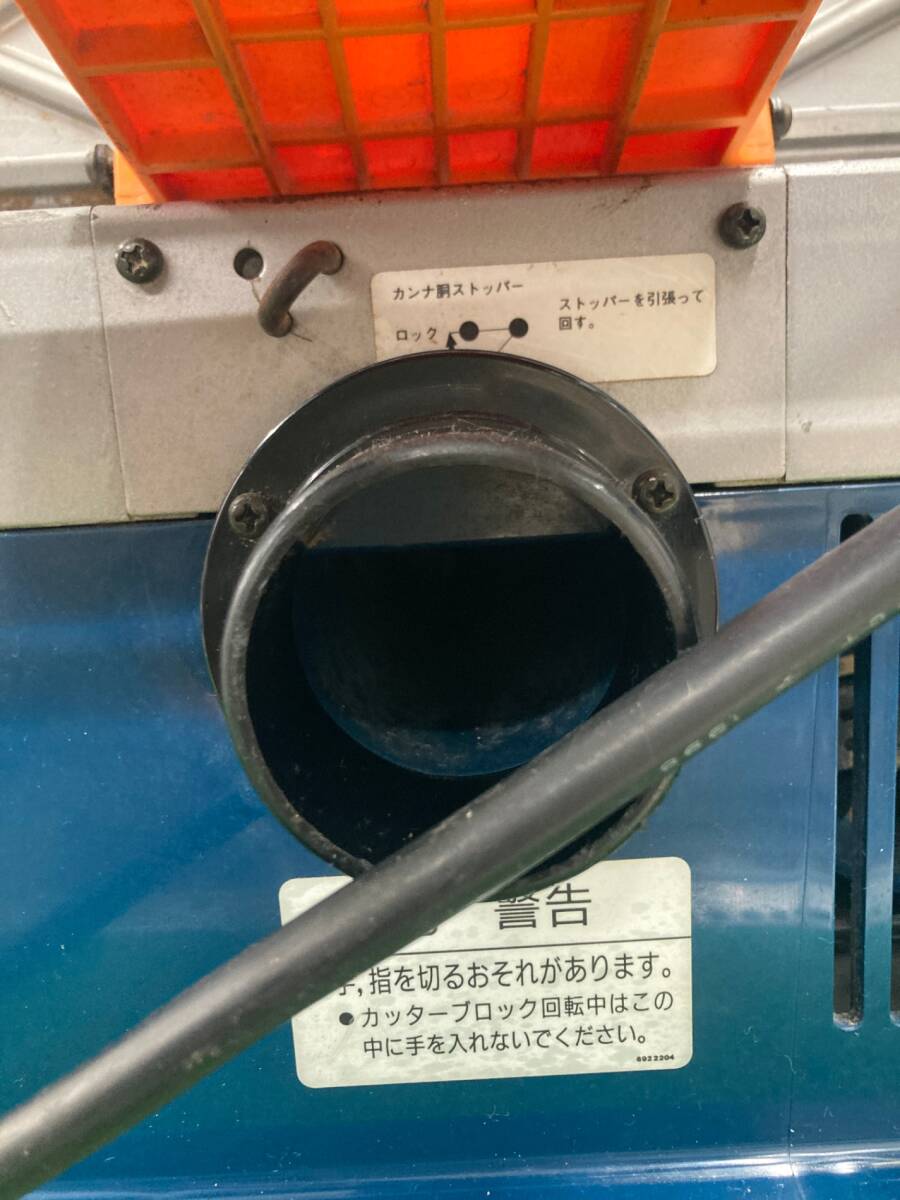 カンナ胴ストッパー
ストッパーを引張って
回す。
ロック
警告
手,指を切るおそれがあります。
●カッターブロック回転中はこの
中に手を入れないでください。
6922204